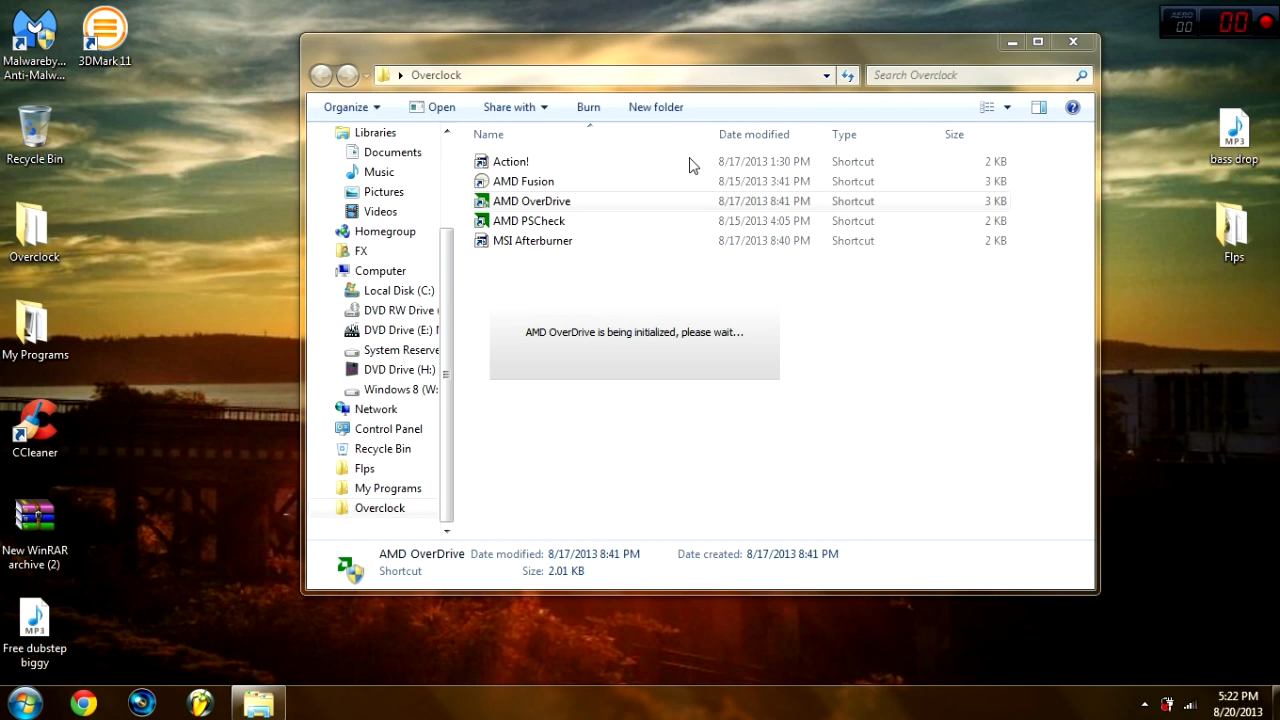 Malwareby...
Anti-Malw...
3DMark 11
Recycle Bin
Overclock
My Programs
CCleaner
New WinRAR
archive (2)
MP3
Free dubstep
biggy
Overclock
Search Overclock
Organize Open Share with Burn New folder
Libraries
Documents
Music
Pictures
Videos
Homegroup
FX
Computer
Local Disk (C:)
DVD RW Drive (
DVD Drive (E:)
System Reserve
DVD Drive (H:)
Windows 8 (W:
Network
Control Panel
Recycle Bin
Flps
My Programs
Overclock
Name Date modified Type Size
Action! 8/17/2013 1:30 PM Shortcut 2 KB
AMD Fusion 8/15/2013 3:41 PM Shortcut 3 KB
AMD OverDrive 8/17/2013 8:41 PM Shortcut 3 KB
AMD PSCheck 8/15/2013 4:05 PM Shortcut 2 KB
MSI Afterburner 8/17/2013 8:40 PM Shortcut 2 KB
AMD OverDrive is being initialized, please wait...
AMD OverDrive Date modified: 8/17/2013 8:41 PM Date created: 8/17/2013 8:41 PM
Shortcut Size: 2.01 KB
AERO
00
00
MP3
bass drop
Flps
5:22 PM
8/20/2013